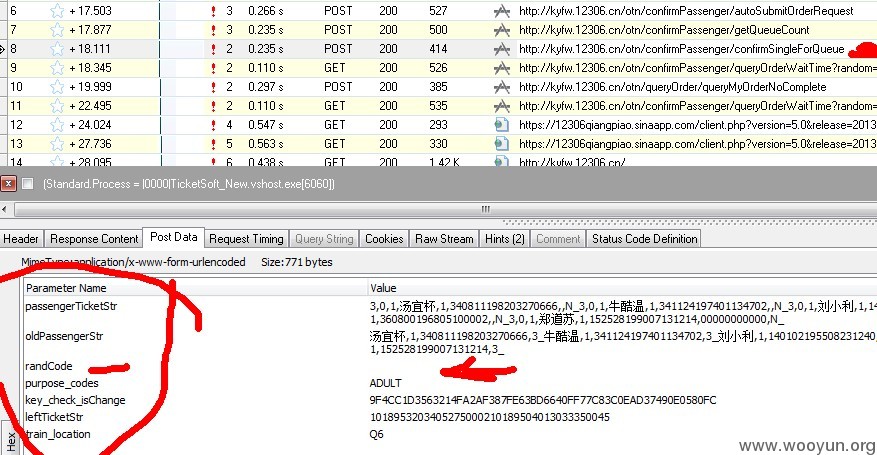 6 + 17.503 3 0.266 s POST 200 527 http://kyfw.12306.cn/otn/confirmPassenger/autoSubmitOrderRequest
7 + 17.877 3 0.235 s POST 200 500 http://kyfw.12306.cn/otn/confirmPassenger/getQueueCount
8 + 18.111 2 0.235 s POST 200 414 http://kyfw.12306.cn/otn/confirmPassenger/confirmSingleForQueue
9 + 18.345 2 0.110 s GET 200 526 http://kyfw.12306.cn/otn/confirmPassenger/queryOrderWaitTime?random=
10 + 19.999 2 0.297 s POST 200 385 http://kyfw.12306.cn/otn/queryOrder/queryMyOrderNoComplete
11 + 22.495 2 0.110 s GET 200 635 http://kyfw.12306.cn/otn/confirmPassenger/queryOrderWaitTime?random=
12 + 24.024 4 0.547 s GET 200 293 https://12306qiangpiao.sinaapp.com/client.php?version=5.0&release=2013
13 + 27.736 5 0.563 s GET 200 330 https://12306qiangpiao.sinaapp.com/client.php?version=5.0&release=2013
14 + 28.095 6 0.438 s GET 200 1.42 K http://kyfw.12306.cn/
(Standard.Process = |0000|TicketSoft_New.vshost.exe[6060])
Header Response Content Post Data Request Timing Query String Cookies Raw Stream Hints (2) Comment Status Code Definition
MimeType:application/x-www-form-urlencoded Size:771 bytes
Parameter Name Value
passengerTicketStr 3,0,1,汤宜杯,1,340811198203270666,,N_3,0,1,牛酷温,1,341124197401134702,,N_3,0,1,刘小利,1,14
1,360800196805100002,,N_3,0,1,郑道苏,1,152528199007131214,00000000000,N_
oldPassengerStr 汤宜杯,1,340811198203270666,3_牛酷温,1,341124197401134702,3_刘小利,1,140102195508231240
1,152528199007131214,3_
randCode
purpose_codes ADULT
key_check_isChange 9F4CC1D3563214FA2AF387FE63BD6640FF77C83C0EAD37490E0580FC
leftTicketStr 1018953203405275000210189504013033350045
train_location Q6
Hex
www.wooyun.org